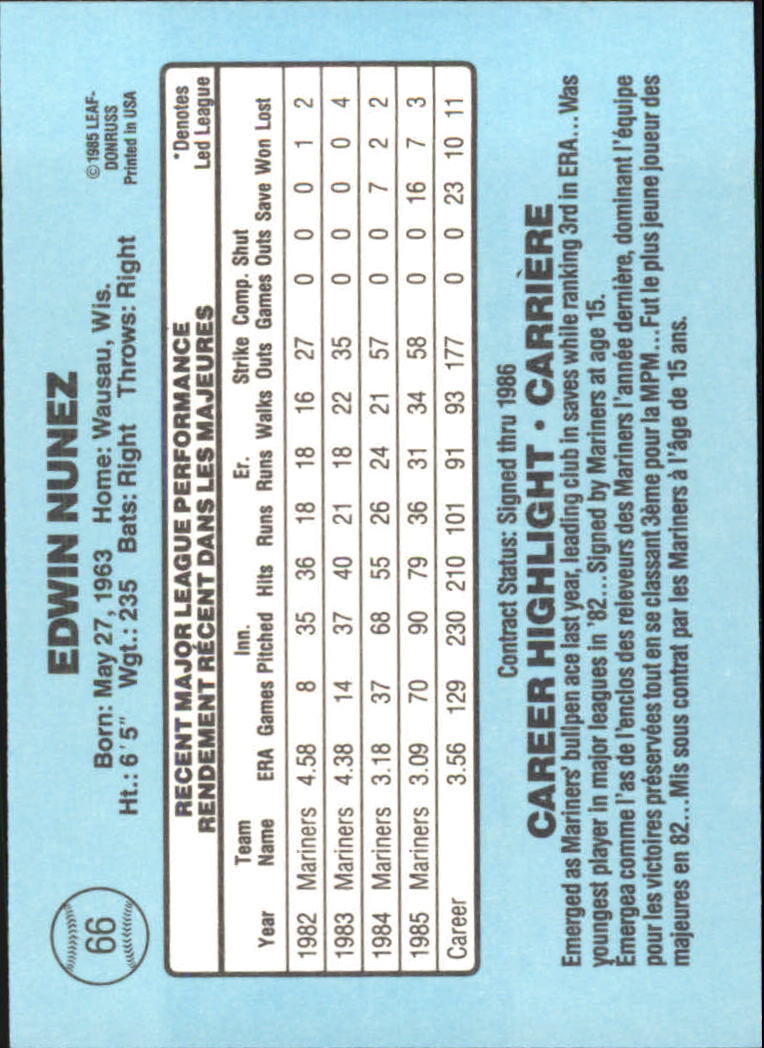 66
EDWIN NUNEZ
Born: May 27, 1963 Home: Wausau, Wis.
Ht.: 6'5" Wgt.: 235 Bats: Right Throws: Right
© 1985 LEAF-
DONRUSS
Printed in USA
RECENT MAJOR LEAGUE PERFORMANCE
RENDEMENT RÉCENT DANS LES MAJEURES
*Denotes
Led League
Team Inn. Er. Strike Comp. Shut
Year Name ERA Games Pitched Hits Runs Runs Walks Outs Games Outs Save Won Lost
1982 Mariners 4.58 8 35 36 18 18 16 27 0 0 0 1 2
1983 Mariners 4.38 14 37 40 21 18 22 35 0 0 0 0 4
1984 Mariners 3.18 37 68 55 26 24 21 57 0 0 7 2 2
1985 Mariners 3.09 70 90 79 36 31 34 58 0 0 16 7 3
Career 3.56 129 230 210 101 91 93 177 0 0 23 10 11
Contract Status: Signed thru 1986
CAREER HIGHLIGHT • CARRIÈRE
Emerged as Mariners' bullpen ace last year, leading club in saves while ranking 3rd in ERA... Was
youngest player in major leagues in '82... Signed by Mariners at age 15.
Émergea comme l'as de l'enclos des releveurs des Mariners l'année dernière, dominant l'équipe
pour les victoires préservées tout en se classant 3ème pour la MPM... Fut le plus jeune joueur des
majeures en 82... Mis sous contrat par les Mariners à l'âge de 15 ans.